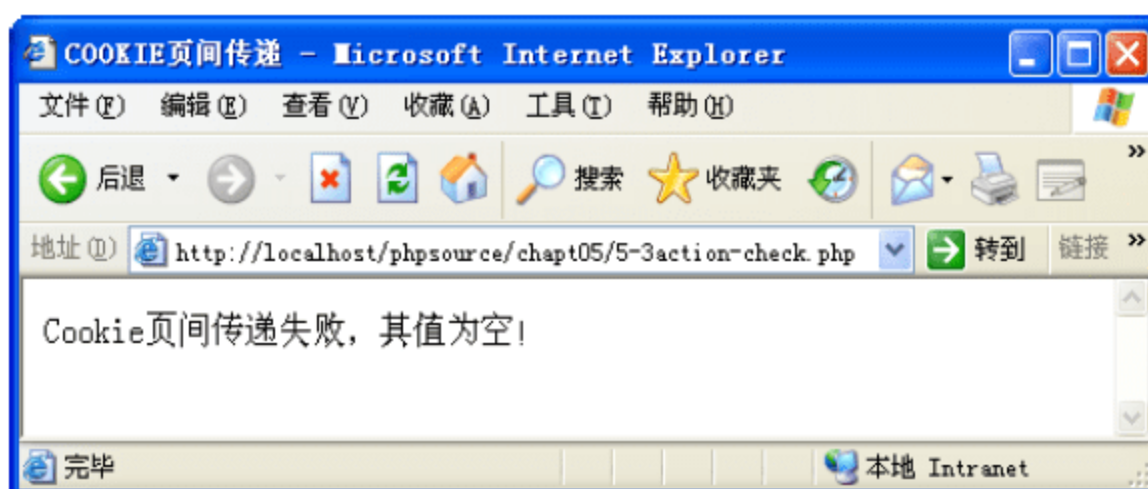 COOKIE页间传递 - Microsoft Internet Explorer
文件(F) 编辑(E) 查看(V) 收藏(A) 工具(T) 帮助(H)
后退 搜索 收藏夹 »
地址(D) http://localhost/phpsource/chapt05/5-3action-check.php 转到 链接 »
Cookie页间传递失败，其值为空!
完毕 本地 Intranet